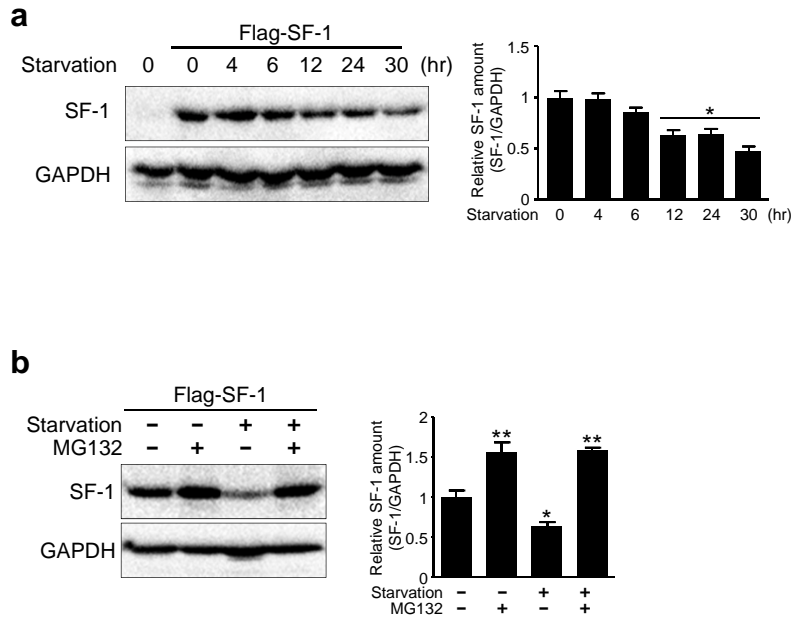 a
Flag-SF-1
Starvation 0 0 4 6 12 24 30 (hr)
SF-1
GAPDH
Relative SF-1 amount
(SF-1/GAPDH)
1.5
1
0.5
0
*
Starvation 0 4 6 12 24 30 (hr)
b
Flag-SF-1
Starvation – – + +
MG132 – + – +
SF-1
GAPDH
Relative SF-1 amount
(SF-1/GAPDH)
2
1.5
1
0.5
0
** * **
Starvation – – + +
MG132 – + – +